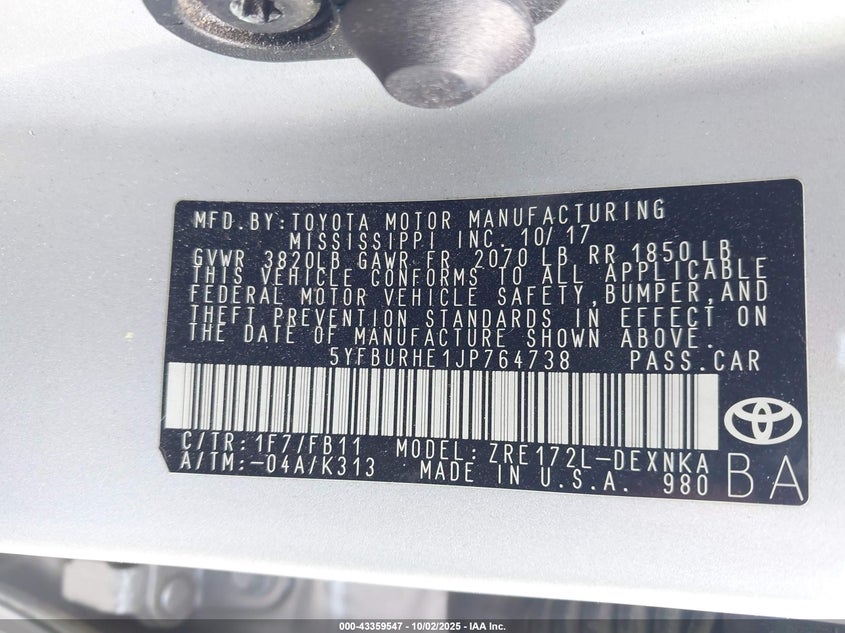 MFD. BY: TOYOTA MOTOR MANUFACTURING
MISSISSIPPI INC. 10/ 17
GVWR 3820LB GAWR FR 2070 LB RR 1850LB
THIS VEHICLE CONFORMS TO ALL APPLICABLE
FEDERAL MOTOR VEHICLE SAFETY, BUMPER, AND
THEFT PREVENTION STANDARDS IN EFFECT ON
THE DATE OF MANUFACTURE SHOWN ABOVE.
5YFBURHE1JP764738 PASS. CAR
C/TR: 1F7/FB11 MODEL: ZRE172L-DEXNKA
A/TM: -04A/K313 MADE IN U.S.A. 980 BA
000-43359547 - 10/02/2025 - IAA Inc.